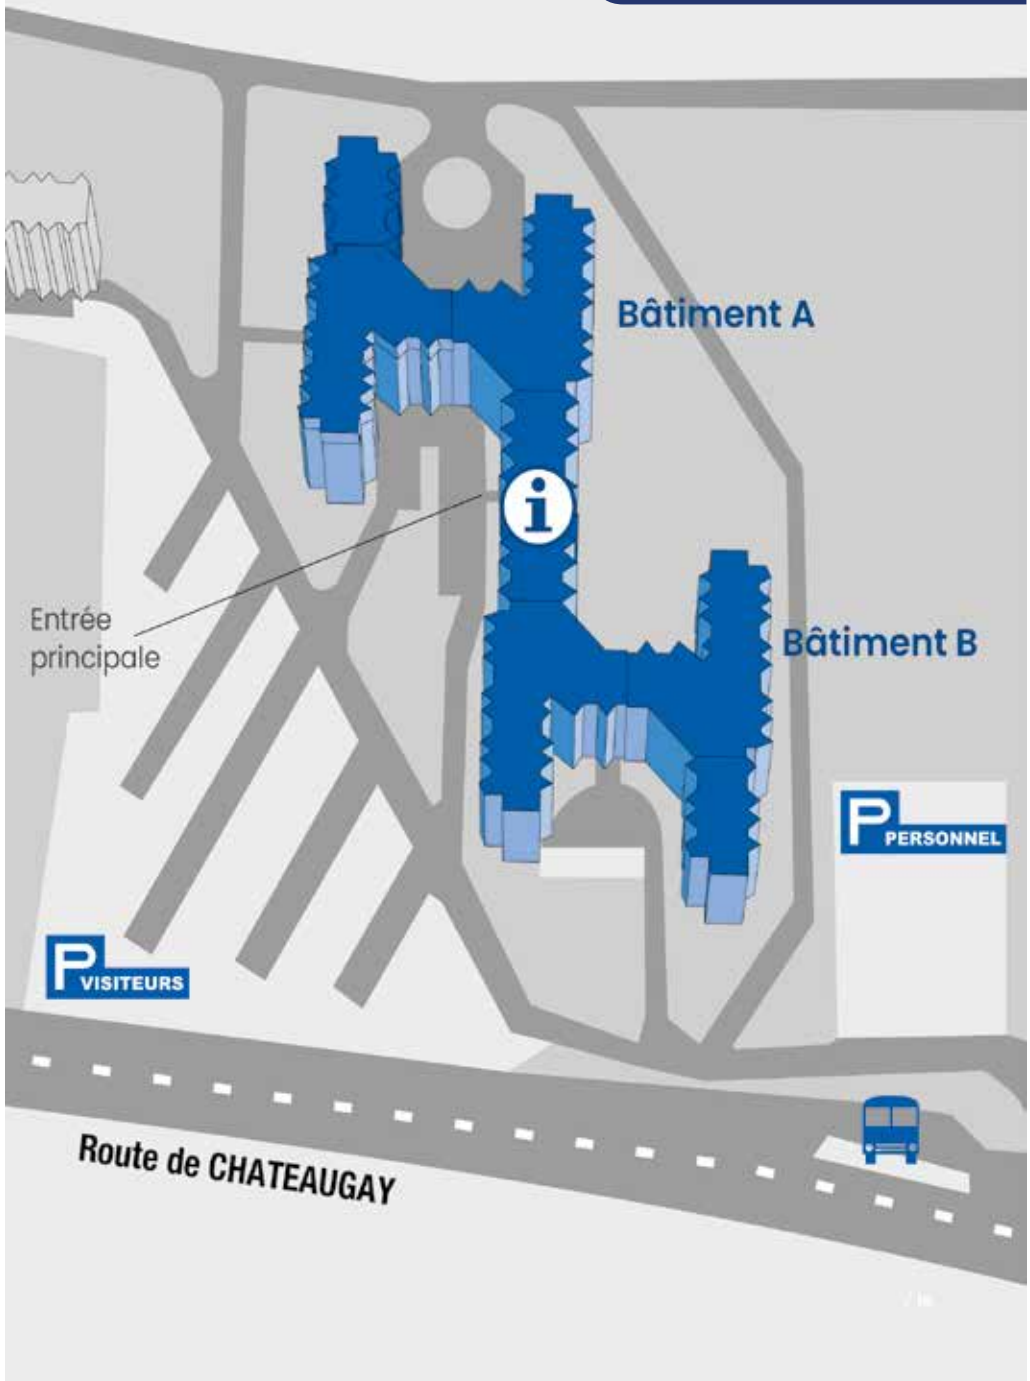 Bâtiment A
i
Entrée
principale
Bâtiment B
P
PERSONNEL
P
VISITEURS
Route de CHATEAUGAY